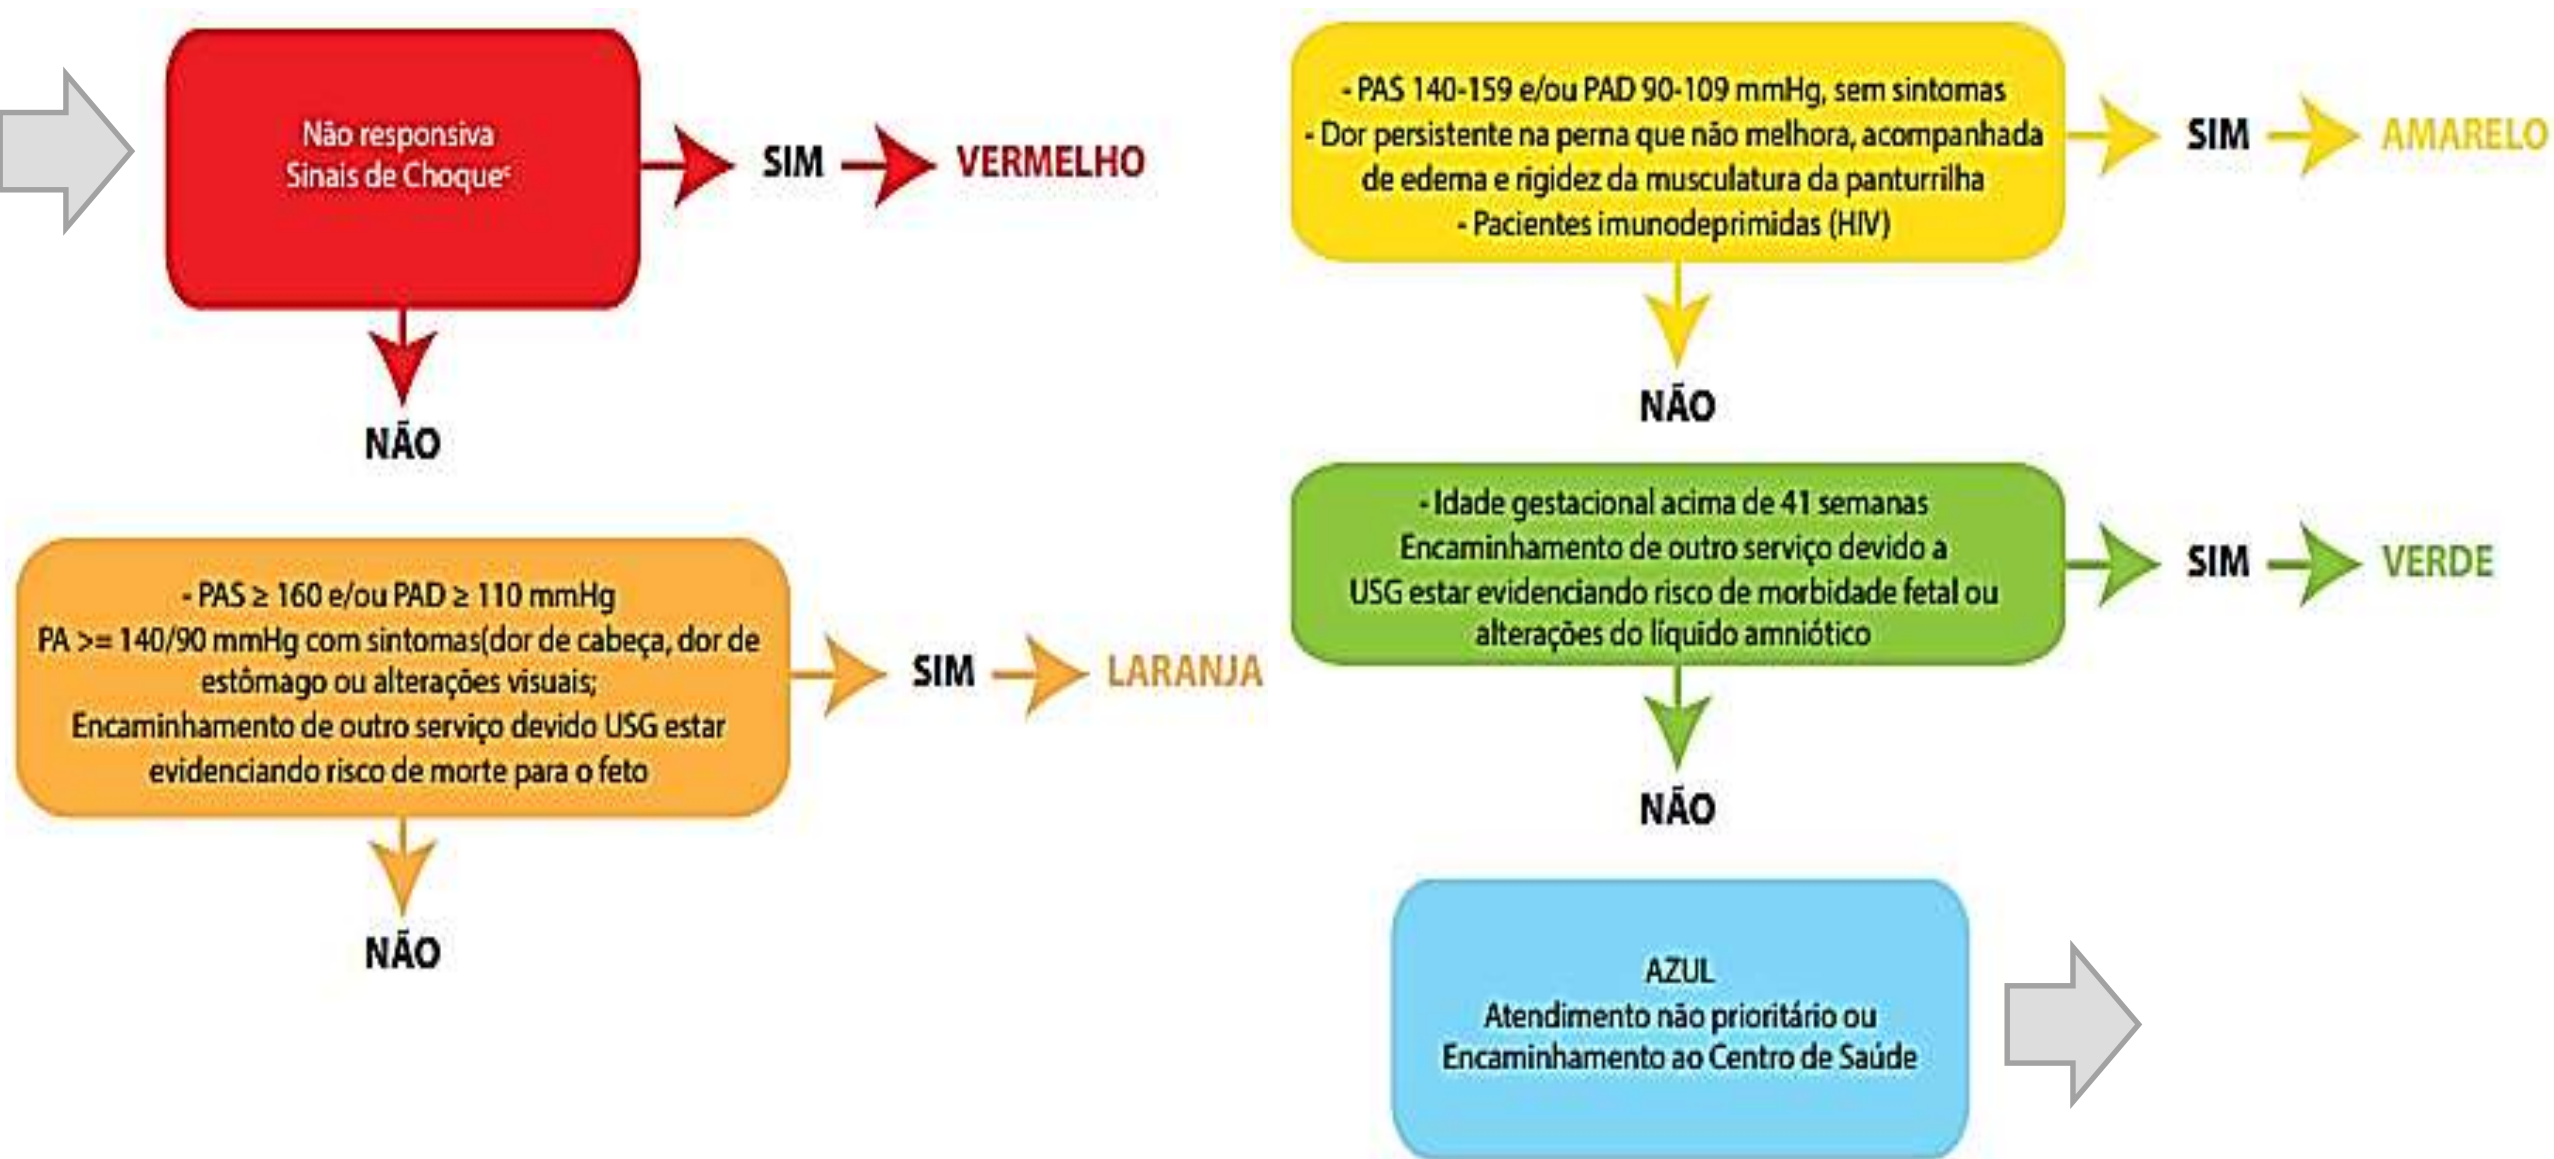 Não responsiva
Sinais de Choqueᶜ
SIM
VERMELHO
NÃO
- PAS ≥ 160 e/ou PAD ≥ 110 mmHg
PA >= 140/90 mmHg com sintomas(dor de cabeça, dor de
estômago ou alterações visuais;
Encaminhamento de outro serviço devido USG estar
evidenciando risco de morte para o feto
SIM
LARANJA
NÃO
- PAS 140-159 e/ou PAD 90-109 mmHg, sem sintomas
- Dor persistente na perna que não melhora, acompanhada
de edema e rigidez da musculatura da panturrilha
- Pacientes imunodeprimidas (HIV)
SIM
AMARELO
NÃO
- Idade gestacional acima de 41 semanas
Encaminhamento de outro serviço devido a
USG estar evidenciando risco de morbidade fetal ou
alterações do líquido amniótico
SIM
VERDE
NÃO
AZUL
Atendimento não prioritário ou
Encaminhamento ao Centro de Saúde